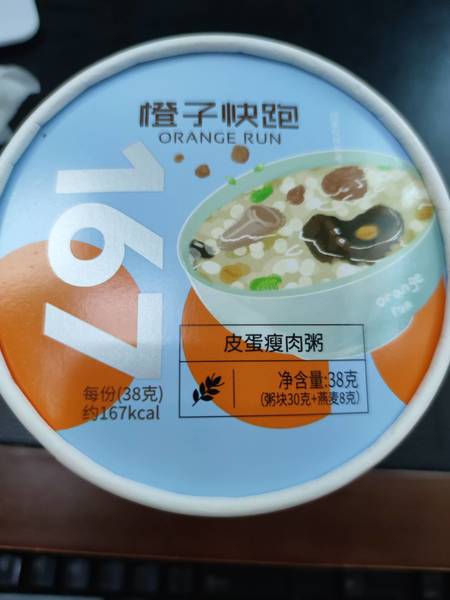 橙子快跑
ORANGE RUN
167
orange
Run
皮蛋瘦肉粥
净含量:38克
(粥块30克+燕麦8克)
每份(38克)
约167kcal